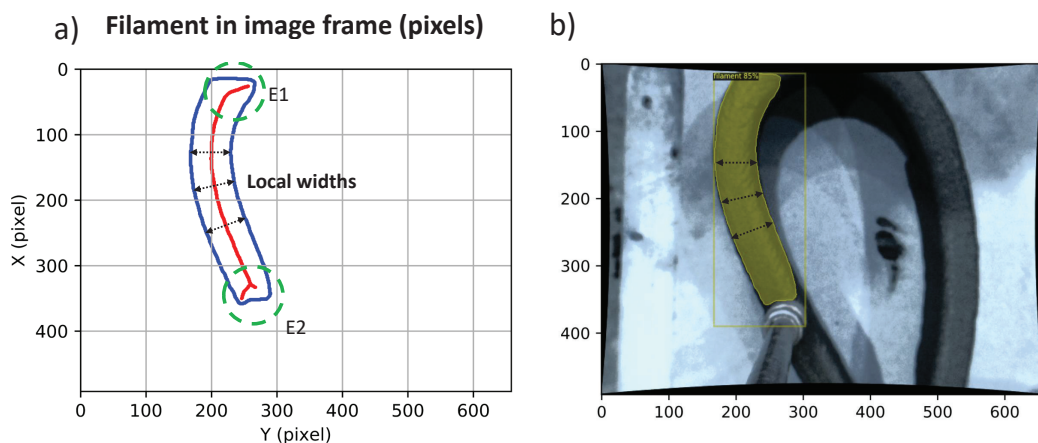 a) Filament in image frame (pixels)
0
100
200
300
400
X (pixel)
E1
Local widths
E2
0 100 200 300 400 500 600
Y (pixel)
b)
0
100
200
300
400
filament 85%
0 100 200 300 400 500 600